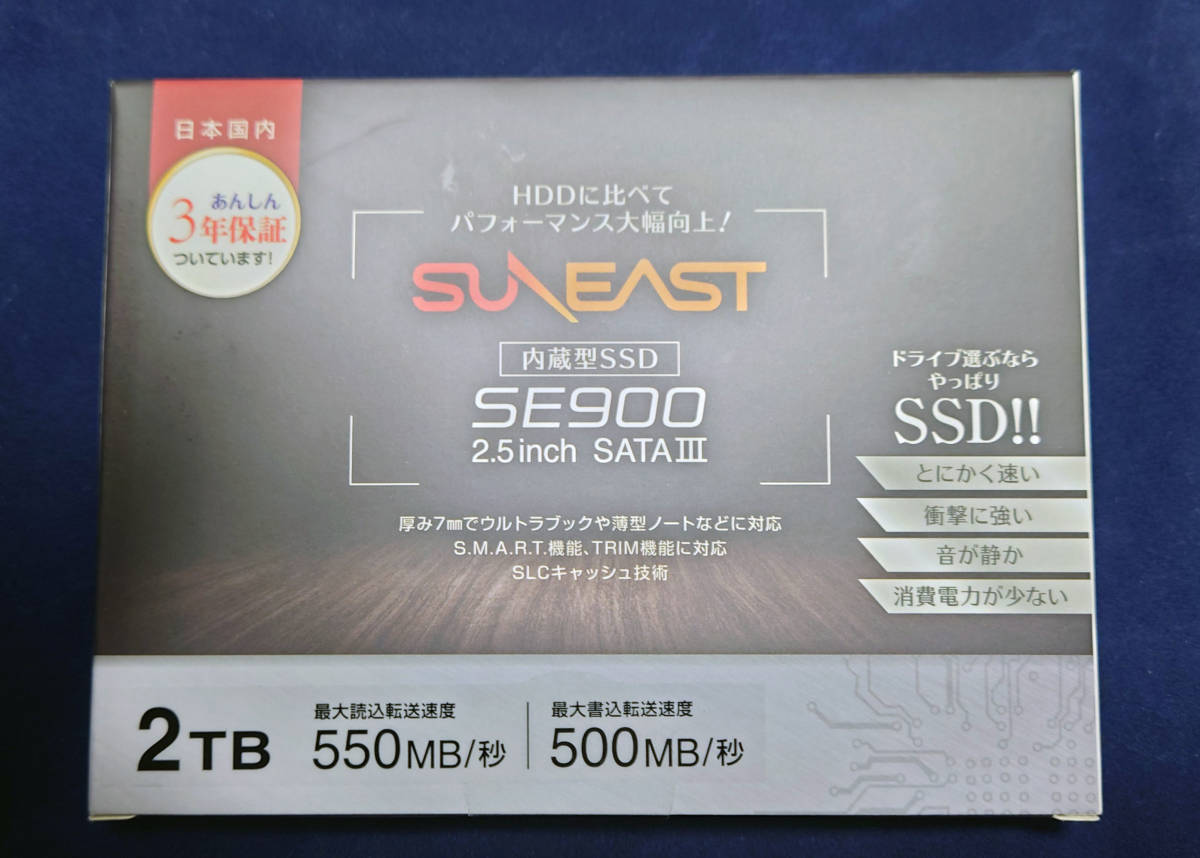 日本国内
あんしん
3年保証
ついています!
HDDに比べて
パフォーマンス大幅向上!
SUNEAST
内蔵型SSD
SE900
2.5inch SATAⅢ
厚み7㎜でウルトラブックや薄型ノートなどに対応
S.M.A.R.T.機能、TRIM機能に対応
SLCキャッシュ技術
ドライブ選ぶなら
やっぱり
SSD!!
とにかく速い
衝撃に強い
音が静か
消費電力が少ない
2TB
最大読込転送速度
550MB/秒
最大書込転送速度
500MB/秒